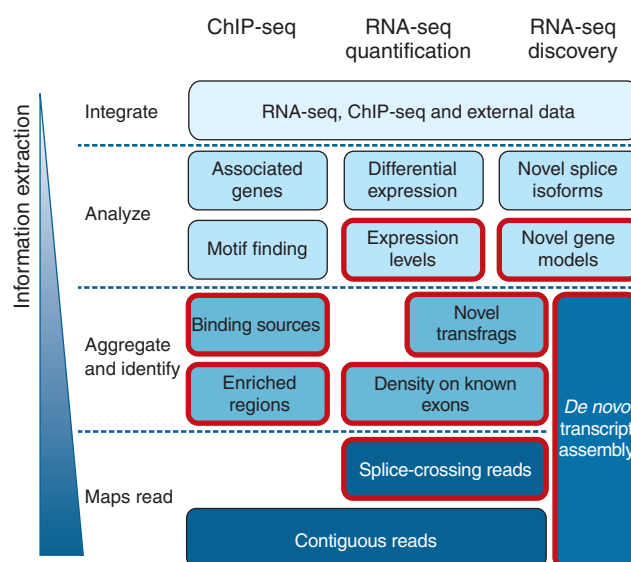 ChIP-seq
RNA-seq
quantification
RNA-seq
discovery
Information extraction
Integrate
RNA-seq, ChIP-seq and external data
Analyze
Associated
genes
Differential
expression
Novel splice
isoforms
Motif finding
Expression
levels
Novel gene
models
Aggregate
and identify
Binding sources
Novel
transfrags
Enriched
regions
Density on known
exons
De novo
transcript
assembly
Maps read
Splice-crossing reads
Contiguous reads